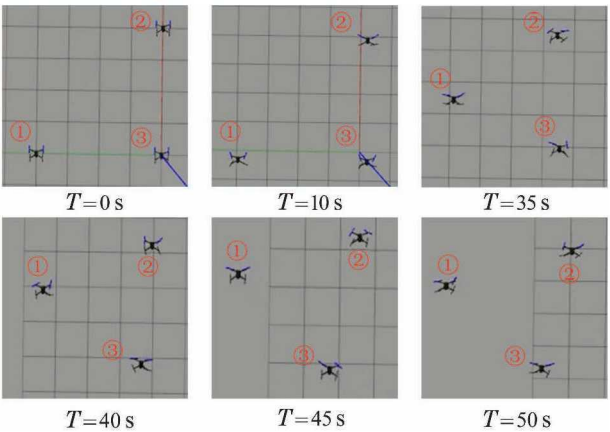 ②
① ③
T=0 s
②
① ③
T=10 s
②
①
③
T=35 s
①
②
③
T=40 s
①
②
③
T=45 s
①
②
③
T=50 s